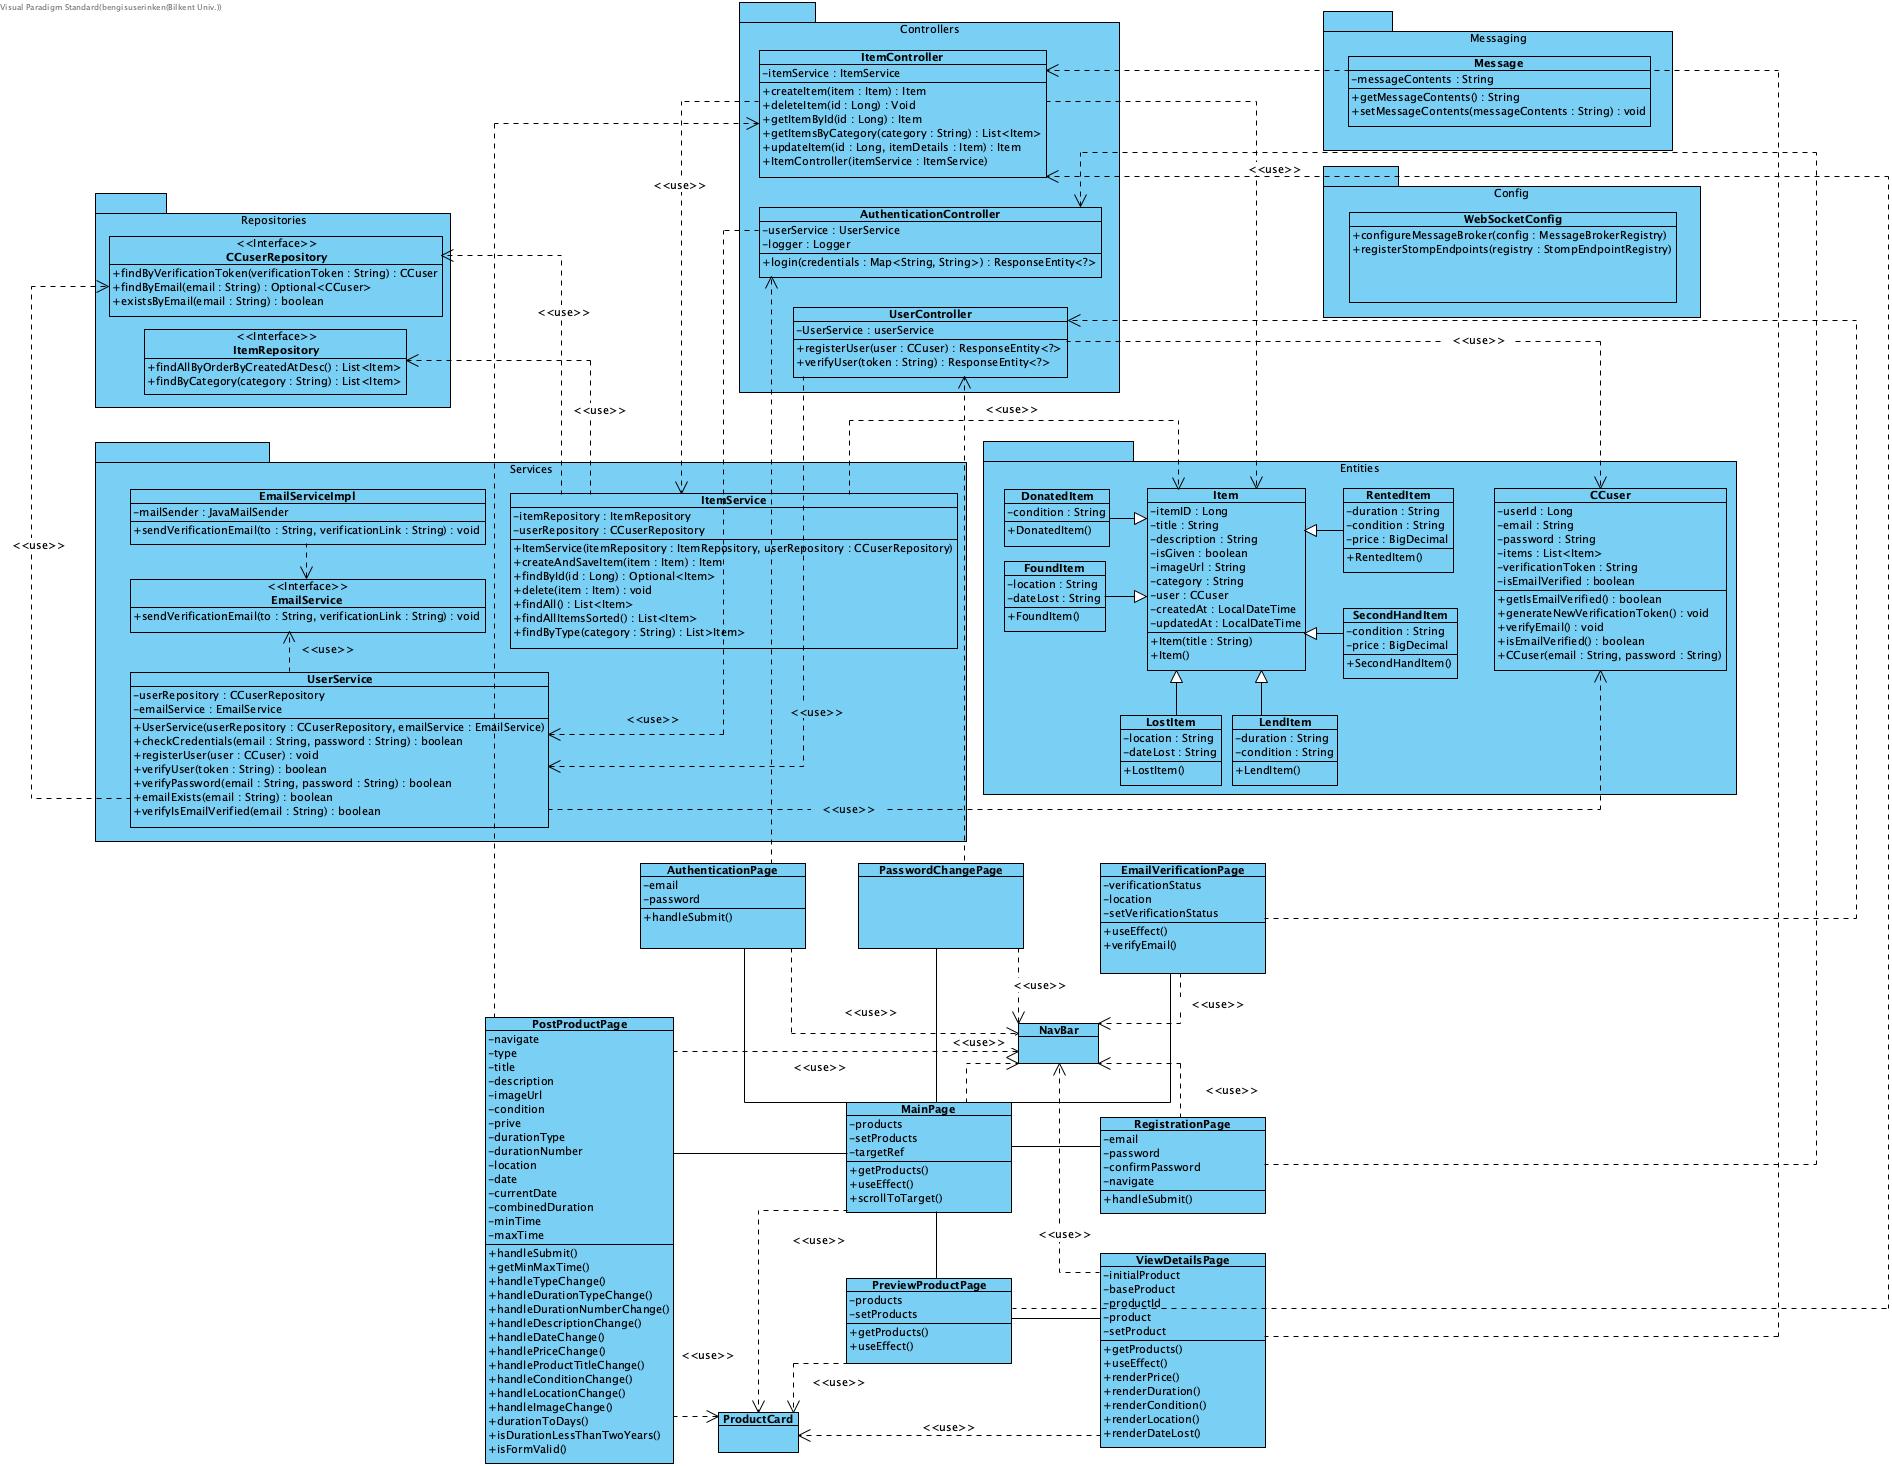 Visual Paradigm Standard(bengisuserinken(Bilkent Univ.))
Controllers
ItemController
-itemService : ItemService
+createItem(item : Item) : Item
+deleteItem(id : Long) : Void
+getItemById(id : Long) : Item
+getItemsByCategory(category : String) : List<Item>
+updateItem(id : Long, itemDetails : Item) : Item
+ItemController(itemService : ItemService)
AuthenticationController
-userService : UserService
-logger : Logger
+login(credentials : Map<String, String>) : ResponseEntity<?>
UserController
-UserService : userService
+registerUser(user : CCuser) : ResponseEntity<?>
+verifyUser(token : String) : ResponseEntity<?>
Messaging
Message
-messageContents : String
+getMessageContents() : String
+setMessageContents(messageContents : String) : void
Config
WebSocketConfig
+configureMessageBroker(config : MessageBrokerRegistry)
+registerStompEndpoints(registry : StompEndpointRegistry)
<<use>>
<<use>>
Repositories
<<Interface>>
CCuserRepository
+findByVerificationToken(verificationToken : String) : CCuser
+findByEmail(email : String) : Optional<CCuser>
+existsByEmail(email : String) : boolean
<<Interface>>
ItemRepository
+findAllByOrderByCreatedAtDesc() : List<Item>
+findByCategory(category : String) : List<Item>
<<use>>
<<use>>
<<use>>
<<use>>
Services
EmailServiceImpl
-mailSender : JavaMailSender
+sendVerificationEmail(to : String, verificationLink : String) : void
<<Interface>>
EmailService
+sendVerificationEmail(to : String, verificationLink : String) : void
<<use>>
<<use>>
UserService
-userRepository : CCuserRepository
-emailService : EmailService
+UserService(userRepository : CCuserRepository, emailService : EmailService)
+checkCredentials(email : String, password : String) : boolean
+registerUser(user : CCuser) : void
+verifyUser(token : String) : boolean
+verifyPassword(email : String, password : String) : boolean
+emailExists(email : String) : boolean
+verifyIsEmailVerified(email : String) : boolean
ItemService
-itemRepository : ItemRepository
-userRepository : CCuserRepository
+ItemService(itemRepository : ItemRepository, userRepository : CCuserRepository)
+createAndSaveItem(item : Item) : Item
+findById(id : Long) : Optional<Item>
+delete(item : Item) : void
+findAll() : List<Item>
+findAllItemsSorted() : List<Item>
+findByType(category : String) : List>Item>
<<use>>
<<use>>
<<use>>
Entities
DonatedItem
-condition : String
+DonatedItem()
FoundItem
-location : String
-dateLost : String
+FoundItem()
Item
-itemID : Long
-title : String
-description : String
-isGiven : boolean
-imageUrl : String
-category : String
-user : CCuser
-createdAt : LocalDateTime
-updatedAt : LocalDateTime
+Item(title : String)
+Item()
RentedItem
-duration : String
-condition : String
-price : BigDecimal
+RentedItem()
SecondHandItem
-condition : String
-price : BigDecimal
+SecondHandItem()
LostItem
-location : String
-dateLost : String
+LostItem()
LendItem
-duration : String
-condition : String
+LendItem()
CCuser
-userId : Long
-email : String
-password : String
-items : List<Item>
-verificationToken : String
-isEmailVerified : boolean
+getIsEmailVerified() : boolean
+generateNewVerificationToken() : void
+verifyEmail() : void
+isEmailVerified() : boolean
+CCuser(email : String, password : String)
AuthenticationPage
-email
-password
+handleSubmit()
PasswordChangePage
EmailVerificationPage
-verificationStatus
-location
-setVerificationStatus
+useEffect()
+verifyEmail()
<<use>>
<<use>>
<<use>>
<<use>>
<<use>>
<<use>>
NavBar
PostProductPage
-navigate
-type
-title
-description
-imageUrl
-condition
-prive
-durationType
-durationNumber
-location
-date
-currentDate
-combinedDuration
-minTime
-maxTime
+handleSubmit()
+getMinMaxTime()
+handleTypeChange()
+handleDurationTypeChange()
+handleDurationNumberChange()
+handleDescriptionChange()
+handleDateChange()
+handlePriceChange()
+handleProductTitleChange()
+handleConditionChange()
+handleLocationChange()
+handleImageChange()
+durationToDays()
+isDurationLessThanTwoYears()
+isFormValid()
MainPage
-products
-setProducts
-targetRef
+getProducts()
+useEffect()
+scrollToTarget()
RegistrationPage
-email
-password
-confirmPassword
-navigate
+handleSubmit()
<<use>>
<<use>>
PreviewProductPage
-products
-setProducts
+getProducts()
+useEffect()
ViewDetailsPage
-initialProduct
-baseProduct
-productId
-product
-setProduct
+getProducts()
+useEffect()
+renderPrice()
+renderDuration()
+renderCondition()
+renderLocation()
+renderDateLost()
<<use>>
<<use>>
<<use>>
ProductCard